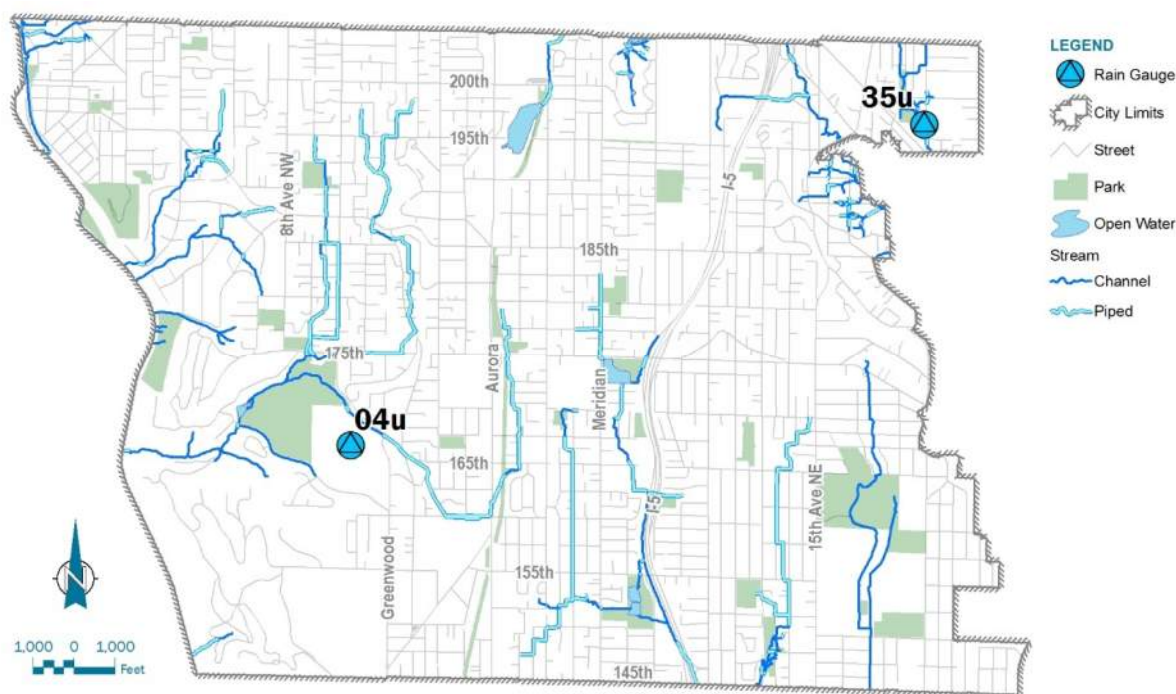 200th
195th
8th Ave NW
I-5
35u
185th
175th
Aurora
Meridian
04u
165th
I-5
15th Ave NE
Greenwood
155th
145th
N
1,000 0 1,000
Feet
LEGEND
Rain Gauge
City Limits
Street
Park
Open Water
Stream
Channel
Piped